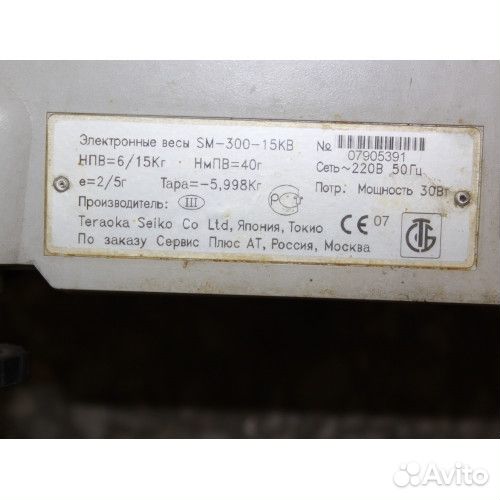 Электронные весы SM-300-15КВ № 07905391
НПВ=6/15Кг НмПВ=40г Сеть~220В 50Гц
е=2/5г Тара=-5,998Кг Потр. Мощность 30Вт
Производитель: III РСТ
Teraoka Seiko Co Ltd, Япония, Токио CE 07
По заказу Сервис Плюс АТ, Россия, Москва
Avito